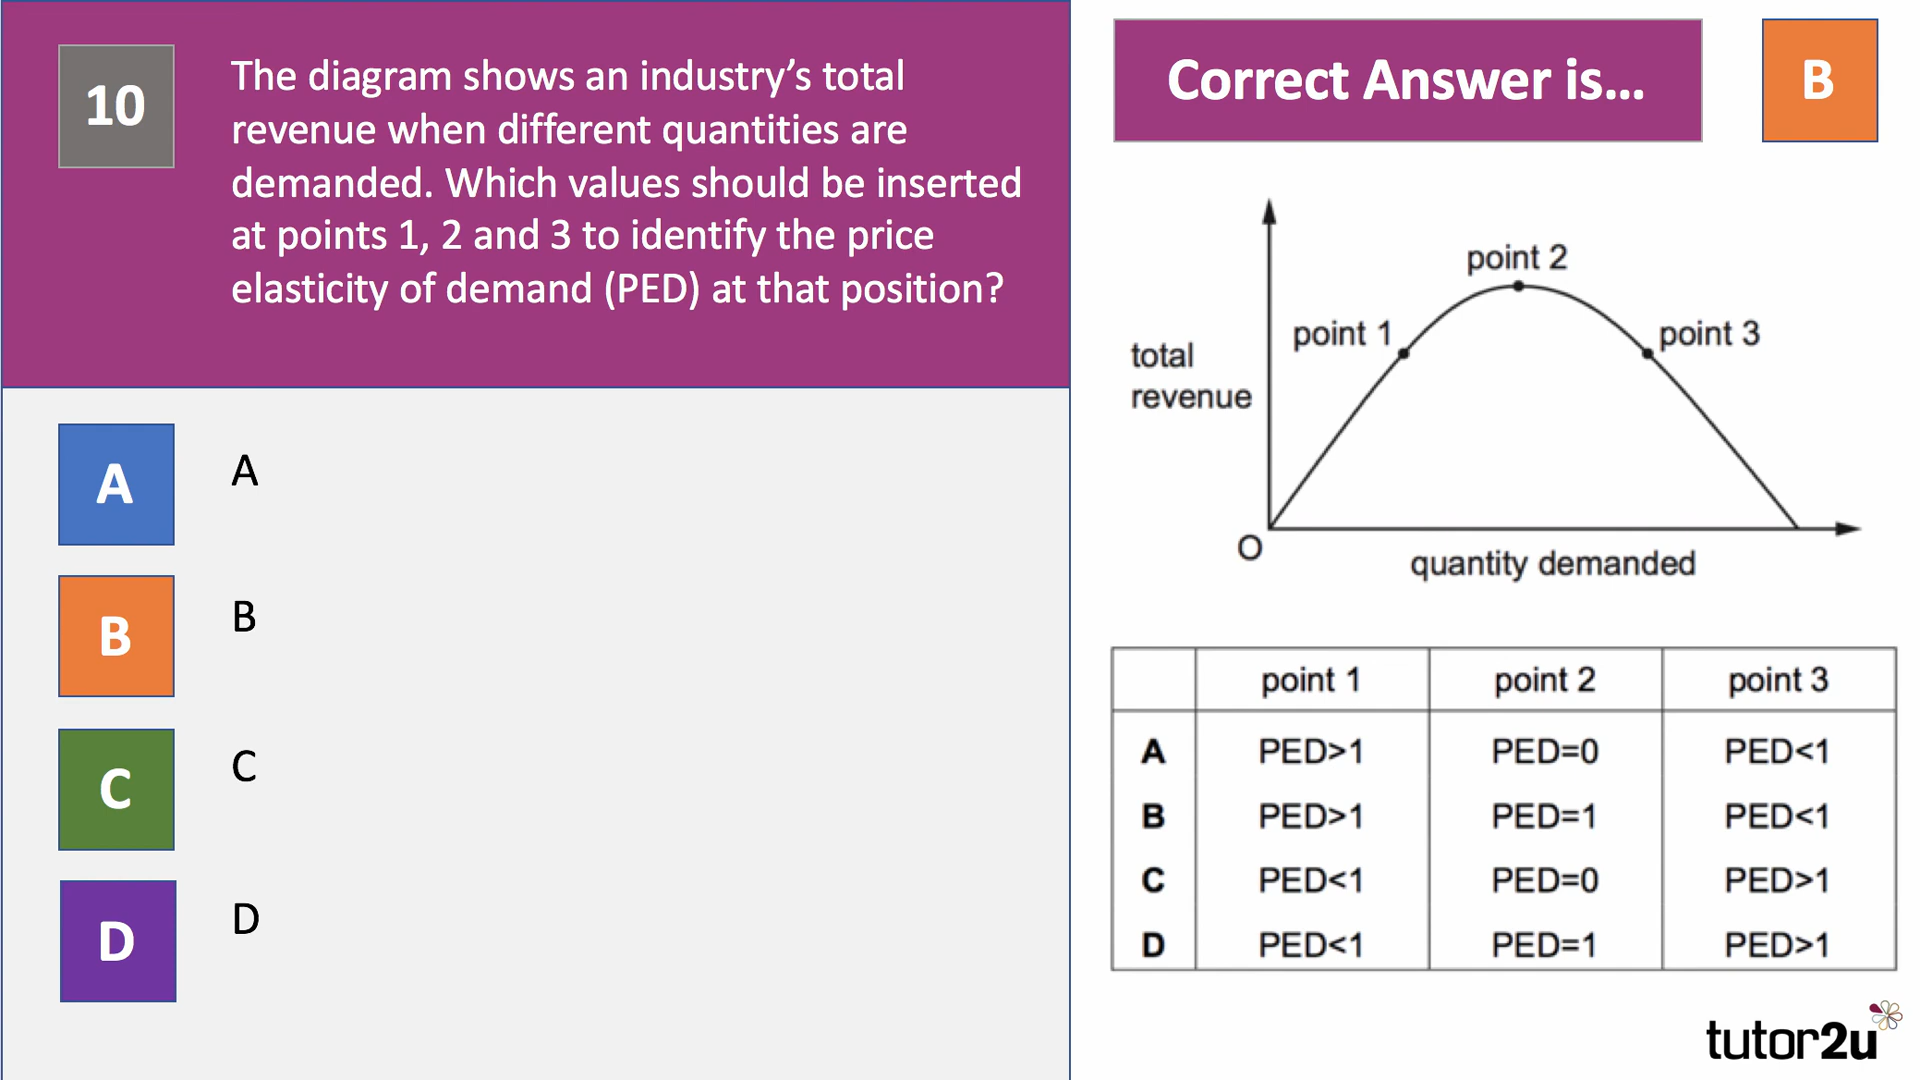 10
The diagram shows an industry’s total
revenue when different quantities are
demanded. Which values should be inserted
at points 1, 2 and 3 to identify the price
elasticity of demand (PED) at that position?
A A
B B
C C
D D
Correct Answer is... B
point 2
point 1
point 3
total
revenue
O
quantity demanded
point 1 point 2 point 3
A PED>1 PED=0 PED<1
B PED>1 PED=1 PED<1
C PED<1 PED=0 PED>1
D PED<1 PED=1 PED>1
tutor2u